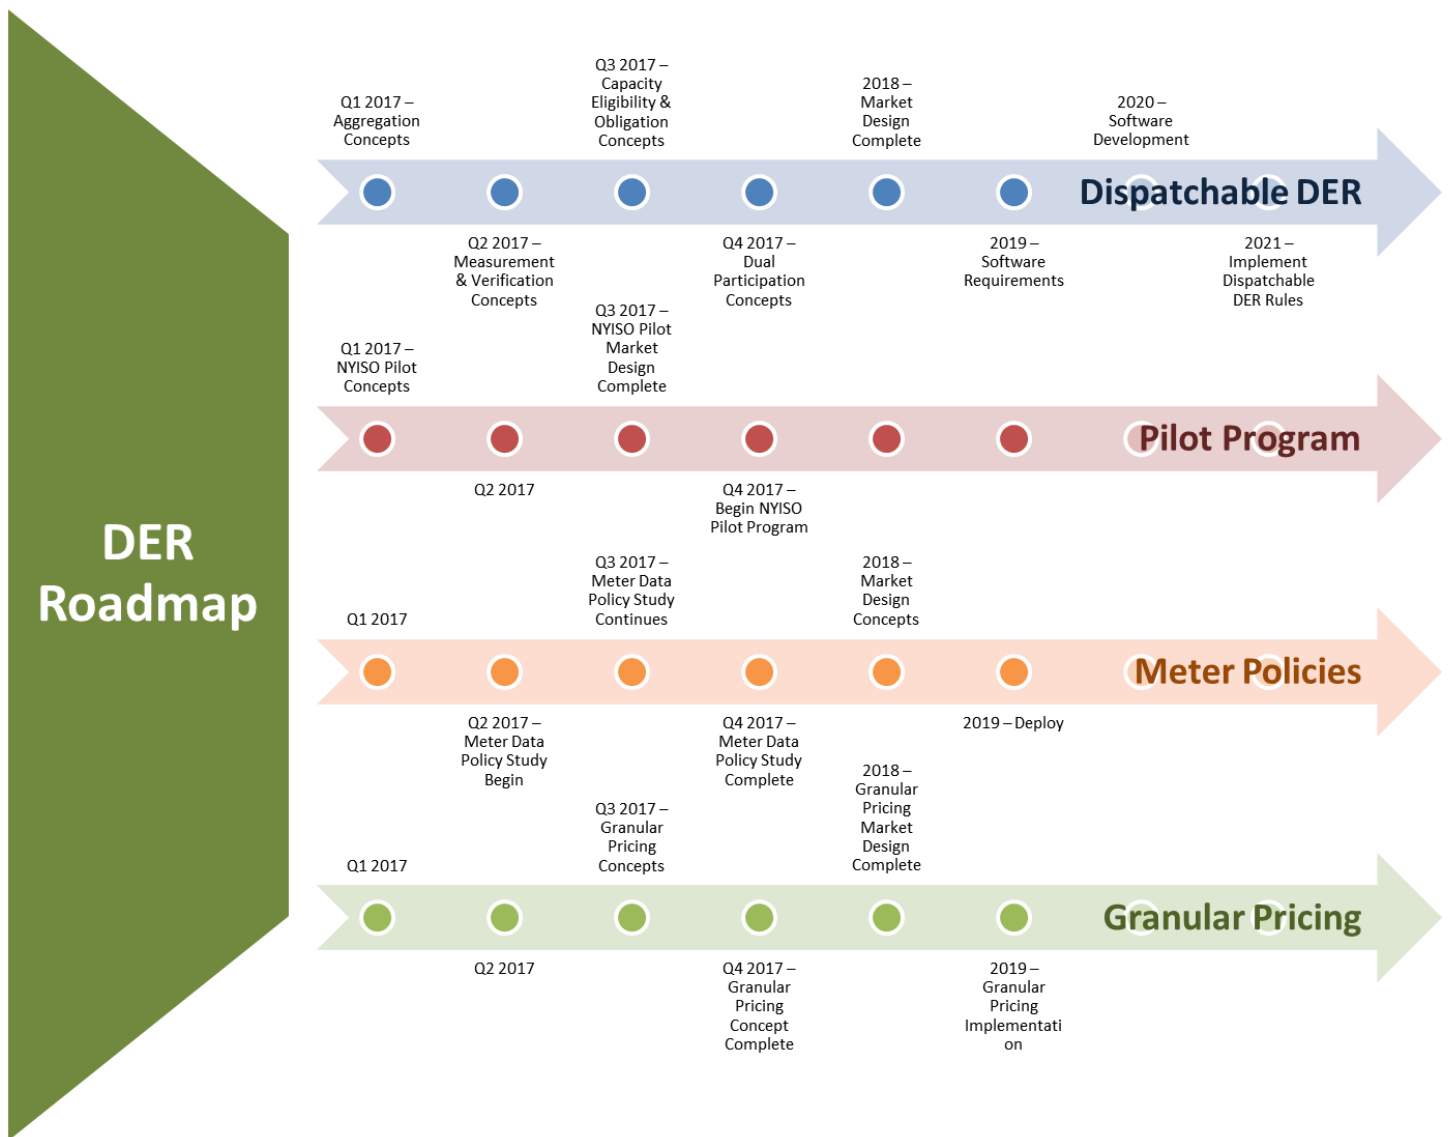 DER
Roadmap
Q1 2017 –
Aggregation
Concepts
Q3 2017 –
Capacity
Eligibility &
Obligation
Concepts
2018 –
Market
Design
Complete
2020 –
Software
Development
Dispatchable DER
Q2 2017 –
Measurement
& Verification
Concepts
Q4 2017 –
Dual
Participation
Concepts
2019 –
Software
Requirements
2021 –
Implement
Dispatchable
DER Rules
Q1 2017 –
NYISO Pilot
Concepts
Q3 2017 –
NYISO Pilot
Market
Design
Complete
Pilot Program
Q2 2017
Q4 2017 –
Begin NYISO
Pilot Program
Q1 2017
Q3 2017 –
Meter Data
Policy Study
Continues
2018 –
Market
Design
Concepts
Meter Policies
Q2 2017 –
Meter Data
Policy Study
Begin
Q4 2017 –
Meter Data
Policy Study
Complete
2019 – Deploy
Q1 2017
Q3 2017 –
Granular
Pricing
Concepts
2018 –
Granular
Pricing
Market
Design
Complete
Granular Pricing
Q2 2017
Q4 2017 –
Granular
Pricing
Concept
Complete
2019 –
Granular
Pricing
Implementati
on